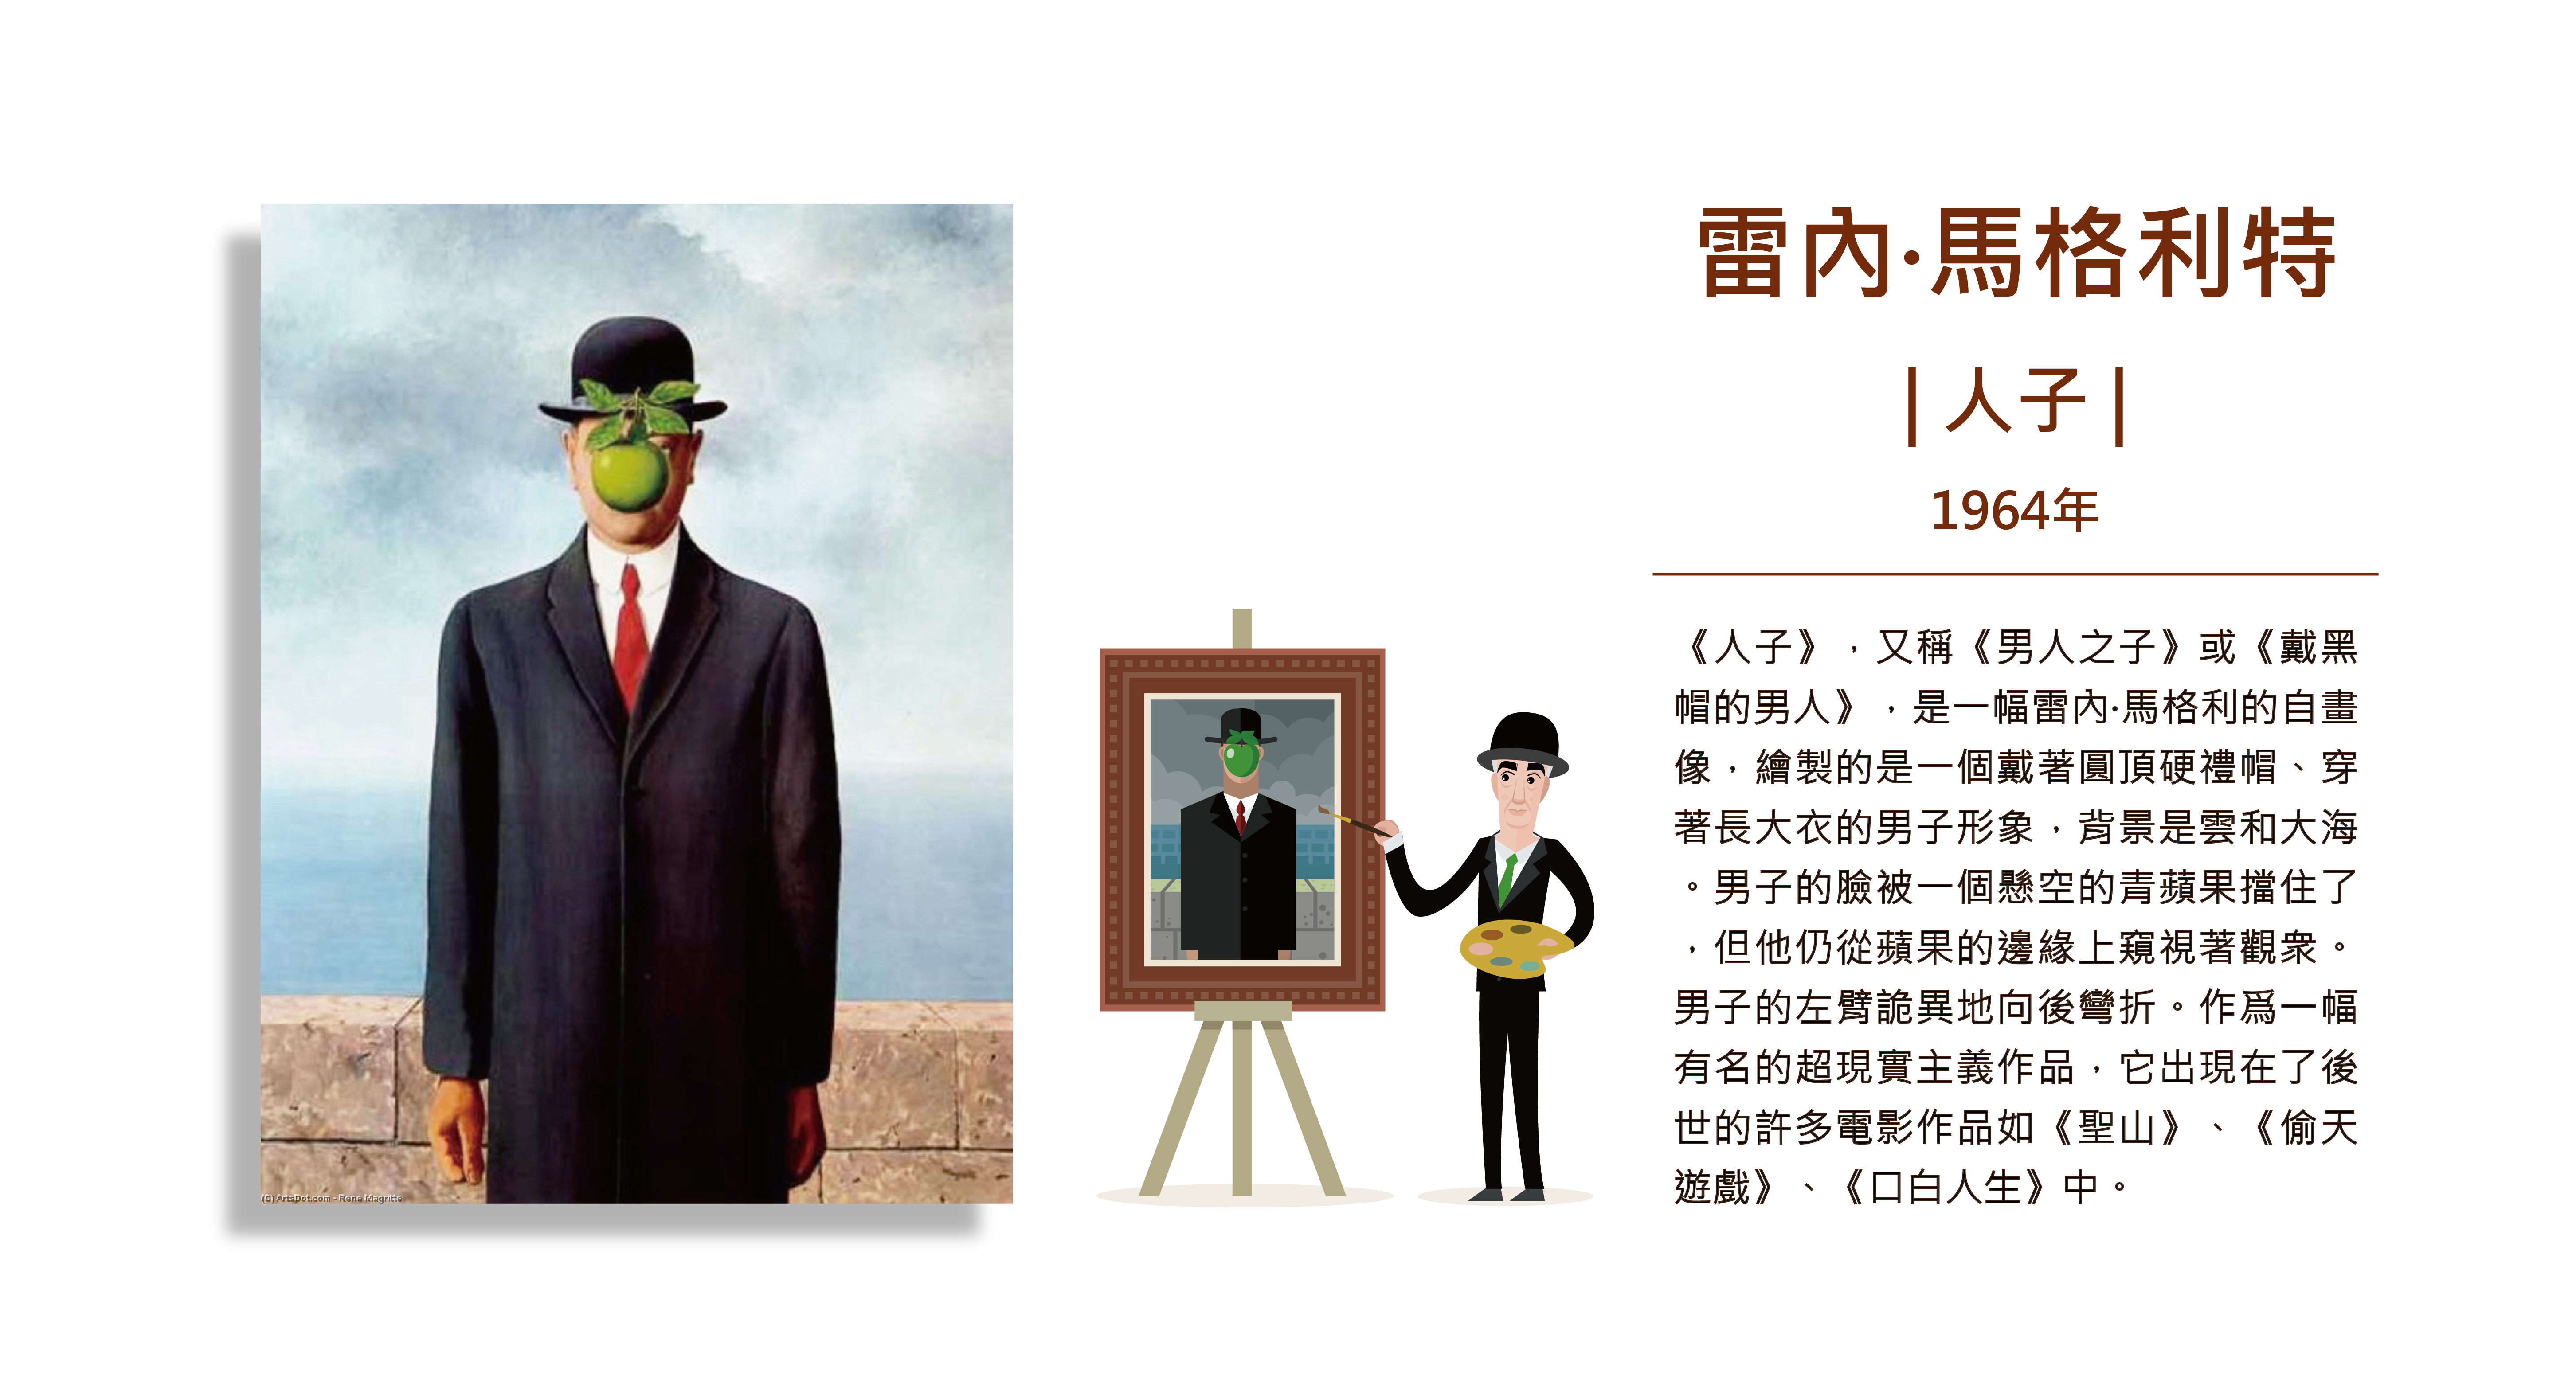 雷內·馬格利特
|人子|
1964年
《人子》，又稱《男人之子》或《戴黑
帽的男人》，是一幅雷內·馬格利的自畫
像，繪製的是一個戴著圓頂硬禮帽、穿
著長大衣的男子形象，背景是雲和大海
。男子的臉被一個懸空的青蘋果擋住了
，但他仍從蘋果的邊緣上窺視著觀衆。
男子的左臂詭異地向後彎折。作爲一幅
有名的超現實主義作品，它出現在了後
世的許多電影作品如《聖山》、《偷天
遊戲》、《口白人生》中。
(C) ArtsDot.com - Rene Magritte